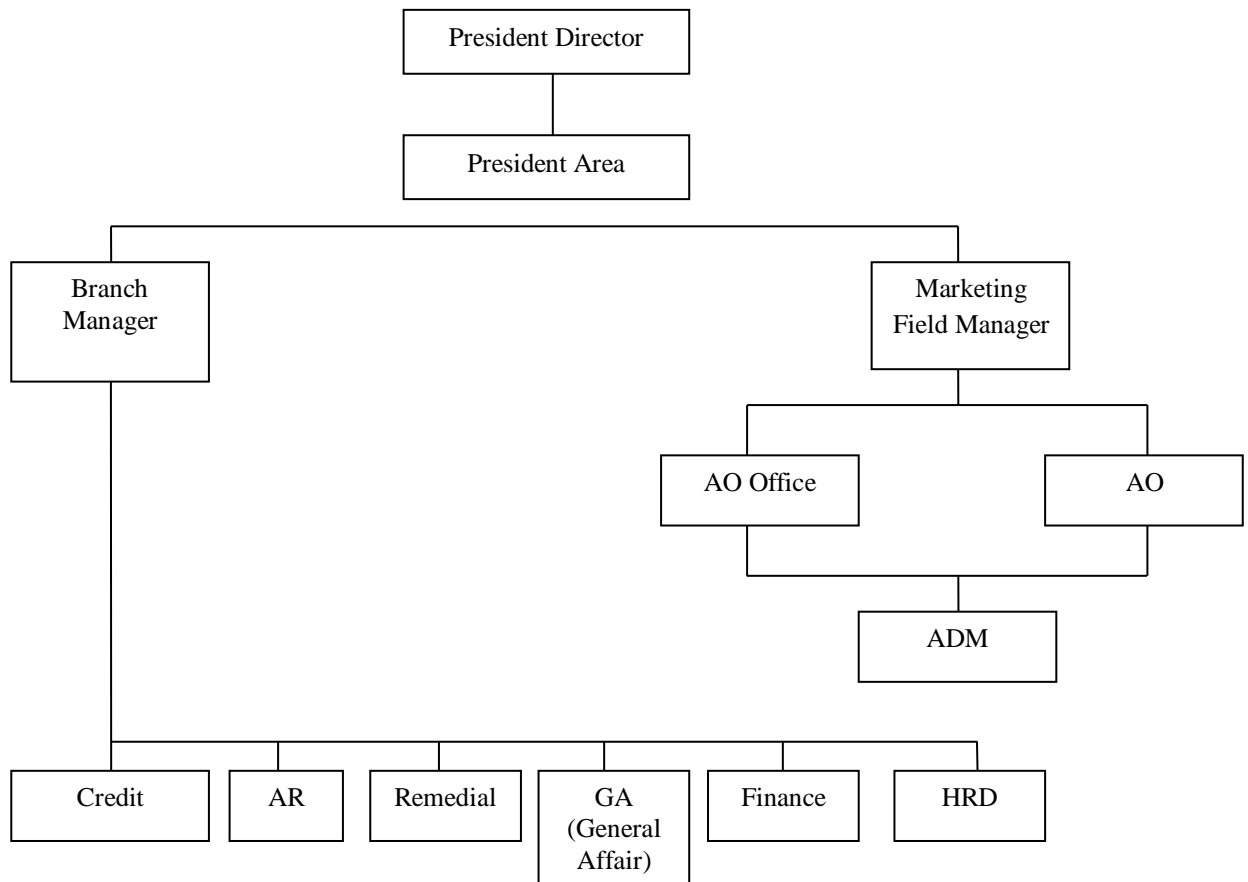 President Director
President Area
Branch
Manager
Marketing
Field Manager
AO Office
AO
ADM
Credit
AR
Remedial
GA
(General
Affair)
Finance
HRD